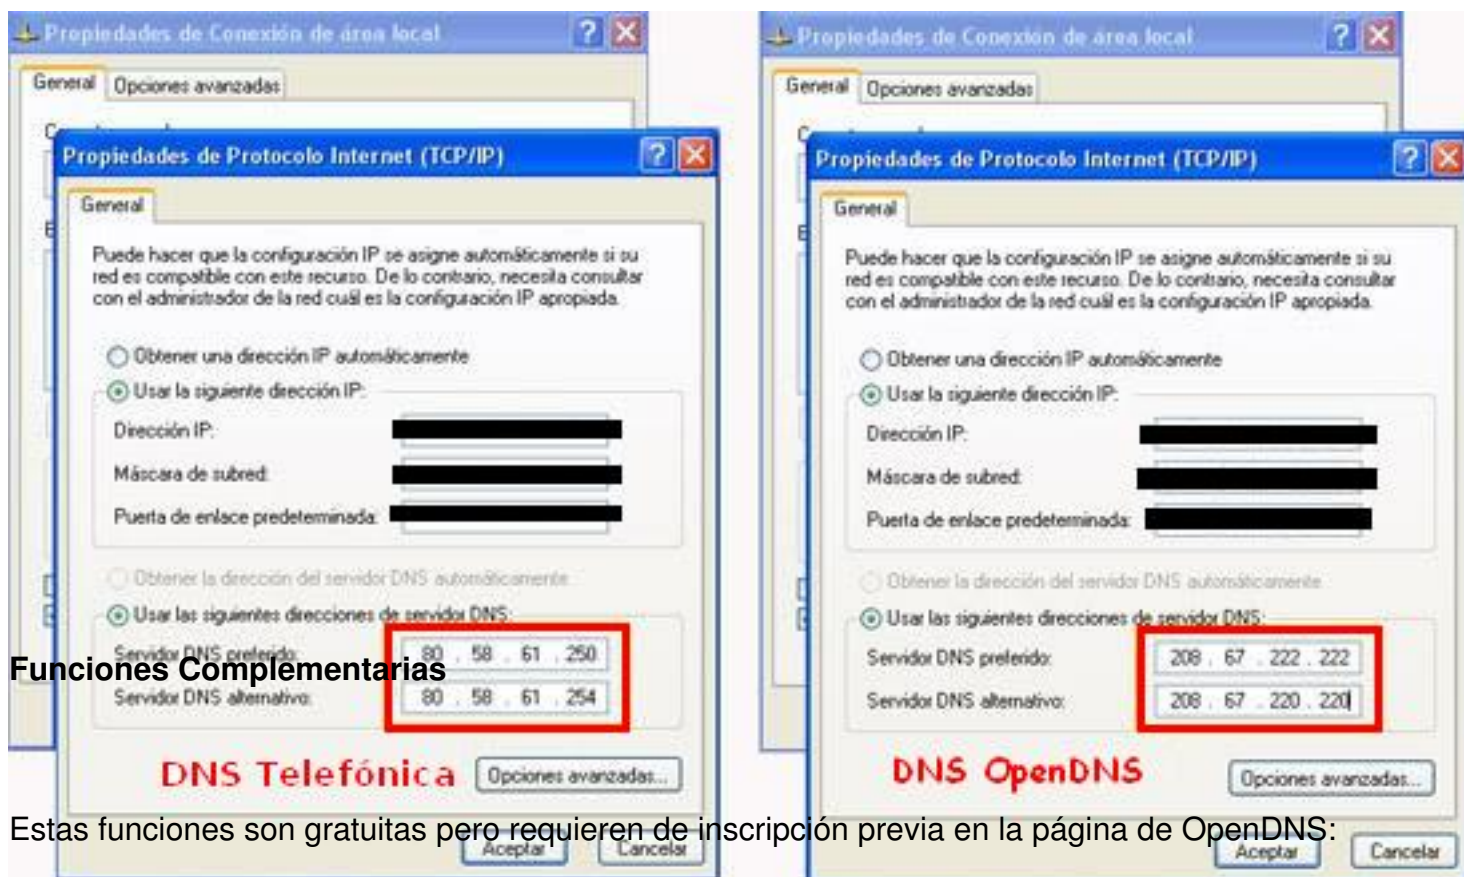 Propiedades de Conexión de área local
General
Opciones avanzadas
Propiedades de Protocolo Internet (TCP/IP)
General
Puede hacer que la configuración IP se asigne automáticamente si su
red es compatible con este recurso. De lo contrario, necesita consultar
con el administrador de la red cuál es la configuración IP apropiada.
Obtener una dirección IP automáticamente
Usar la siguiente dirección IP:
Dirección IP:
Máscara de subred:
Puerta de enlace predeterminada:
Obtener la dirección del servidor DNS automáticamente
Usar las siguientes direcciones de servidor DNS:
Servidor DNS preferido: 80 . 58 . 61 . 250
Servidor DNS alternativo: 80 . 58 . 61 . 254
DNS Telefónica
Opciones avanzadas...
Aceptar
Cancelar
Propiedades de Conexión de área local
General
Opciones avanzadas
Propiedades de Protocolo Internet (TCP/IP)
General
Puede hacer que la configuración IP se asigne automáticamente si su
red es compatible con este recurso. De lo contrario, necesita consultar
con el administrador de la red cuál es la configuración IP apropiada.
Obtener una dirección IP automáticamente
Usar la siguiente dirección IP:
Dirección IP:
Máscara de subred:
Puerta de enlace predeterminada:
Obtener la dirección del servidor DNS automáticamente
Usar las siguientes direcciones de servidor DNS:
Servidor DNS preferido: 208 . 67 . 222 . 222
Servidor DNS alternativo: 208 . 67 . 220 . 220
DNS OpenDNS
Opciones avanzadas...
Aceptar
Cancelar
Funciones Complementarias
Estas funciones son gratuitas pero requieren de inscripción previa en la página de OpenDNS: